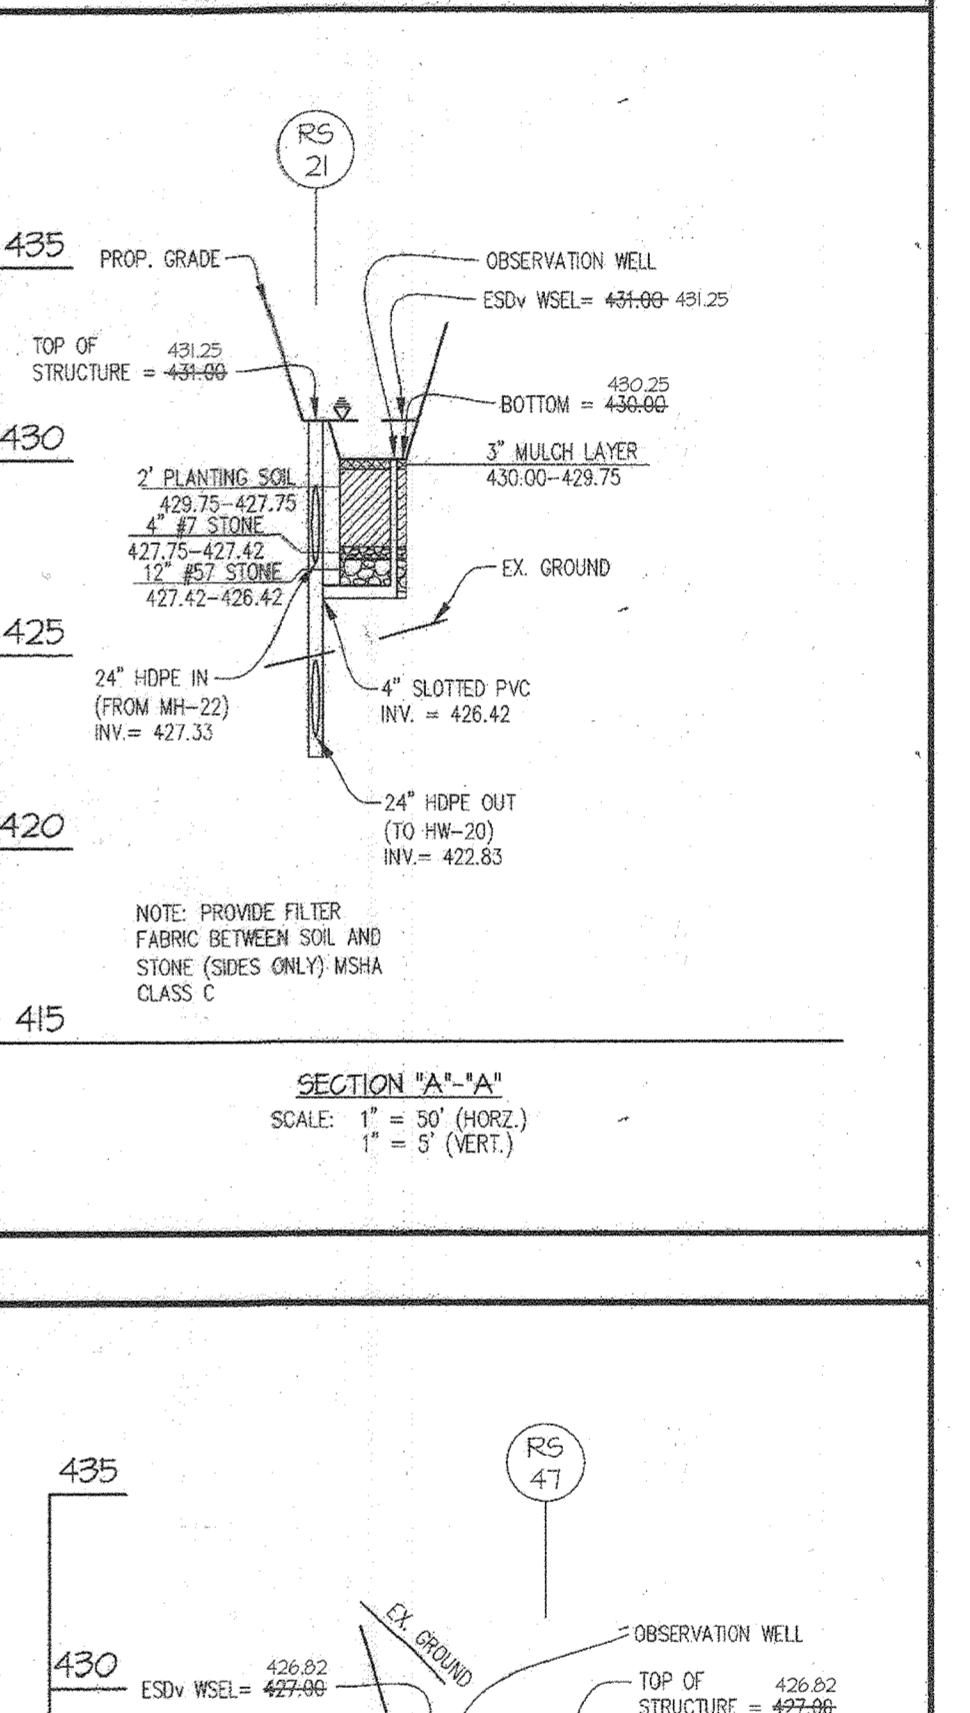 RS
21
435
PROP. GRADE
OBSERVATION WELL
ESDv WSEL= 431.00 431.25
TOP OF
431.25
STRUCTURE = 431.00
430.25
BOTTOM = 430.00
430
3" MULCH LAYER
430.00-429.75
2' PLANTING SOIL
429.75-427.75
4" #7 STONE
427.75-427.42
12" #57 STONE
427.42-426.42
EX. GROUND
425
24" HDPE IN
(FROM MH-22)
INV.= 427.33
4" SLOTTED PVC
INV. = 426.42
24" HDPE OUT
(TO HW-20)
INV.= 422.83
420
NOTE: PROVIDE FILTER
FABRIC BETWEEN SOIL AND
STONE (SIDES ONLY) MSHA
CLASS C
415
SECTION "A"-"A"
SCALE: 1" = 50' (HORZ.)
1" = 5' (VERT.)
RS
47
435
EX. GROUND
OBSERVATION WELL
430
426.82
ESDv WSEL= 427.00
TOP OF
426.82
STRUCTURE = 427.00